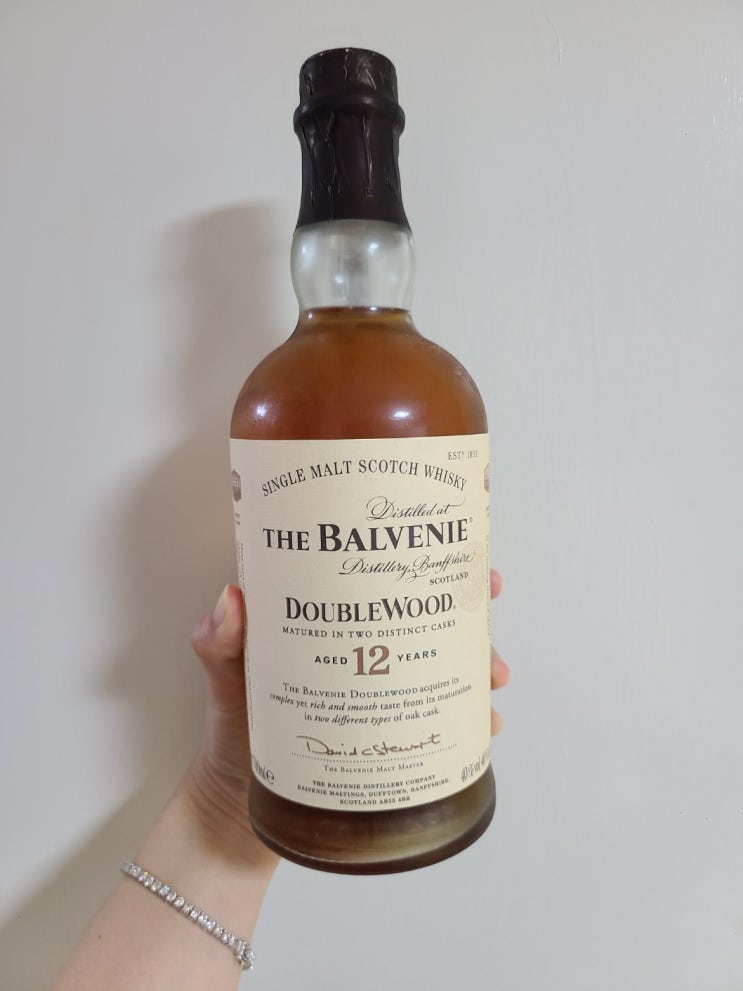 ESTD 1892
SINGLE MALT SCOTCH WHISKY
Distilled at
THE BALVENIE®
Distillery, Banffshire
SCOTLAND
DOUBLEWOOD®
MATURED IN TWO DISTINCT CASKS
AGED 12 YEARS
THE BALVENIE DOUBLEWOOD acquires its
complex yet rich and smooth taste from its maturation
in two different types of oak cask.
David C Stewart
THE BALVENIE MALT MASTER
40%vol
THE BALVENIE DISTILLERY COMPANY
BALVENIE MALTINGS, DUFFTOWN, BANFFSHIRE,
SCOTLAND AB55 4BB